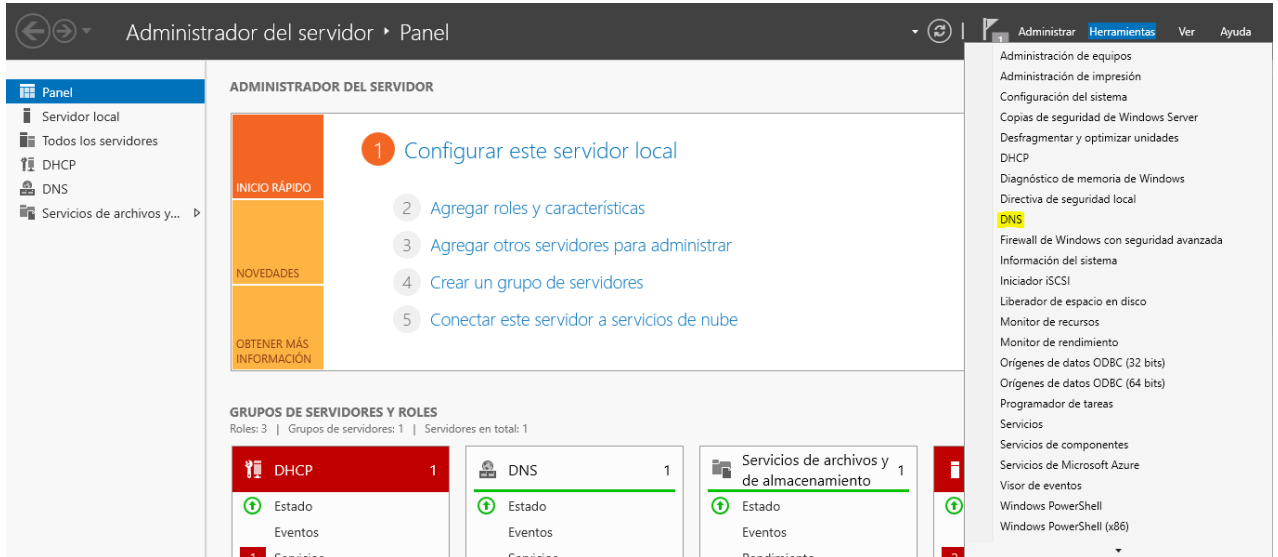 Administrador del servidor ‣ Panel
1
Administrar
Herramientas
Ver
Ayuda
Panel
Servidor local
Todos los servidores
DHCP
DNS
Servicios de archivos y...
ADMINISTRADOR DEL SERVIDOR
INICIO RÁPIDO
NOVEDADES
OBTENER MÁS
INFORMACIÓN
1 Configurar este servidor local
2 Agregar roles y características
3 Agregar otros servidores para administrar
4 Crear un grupo de servidores
5 Conectar este servidor a servicios de nube
GRUPOS DE SERVIDORES Y ROLES
Roles: 3 | Grupos de servidores: 1 | Servidores en total: 1
DHCP 1
Estado
Eventos
1 Servicios
DNS 1
Estado
Eventos
Servicios
Servicios de archivos y
de almacenamiento 1
Estado
Eventos
Rendimiento
Administración de equipos
Administración de impresión
Configuración del sistema
Copias de seguridad de Windows Server
Desfragmentar y optimizar unidades
DHCP
Diagnóstico de memoria de Windows
Directiva de seguridad local
DNS
Firewall de Windows con seguridad avanzada
Información del sistema
Iniciador iSCSI
Liberador de espacio en disco
Monitor de recursos
Monitor de rendimiento
Orígenes de datos ODBC (32 bits)
Orígenes de datos ODBC (64 bits)
Programador de tareas
Servicios
Servicios de componentes
Servicios de Microsoft Azure
Visor de eventos
Windows PowerShell
Windows PowerShell (x86)